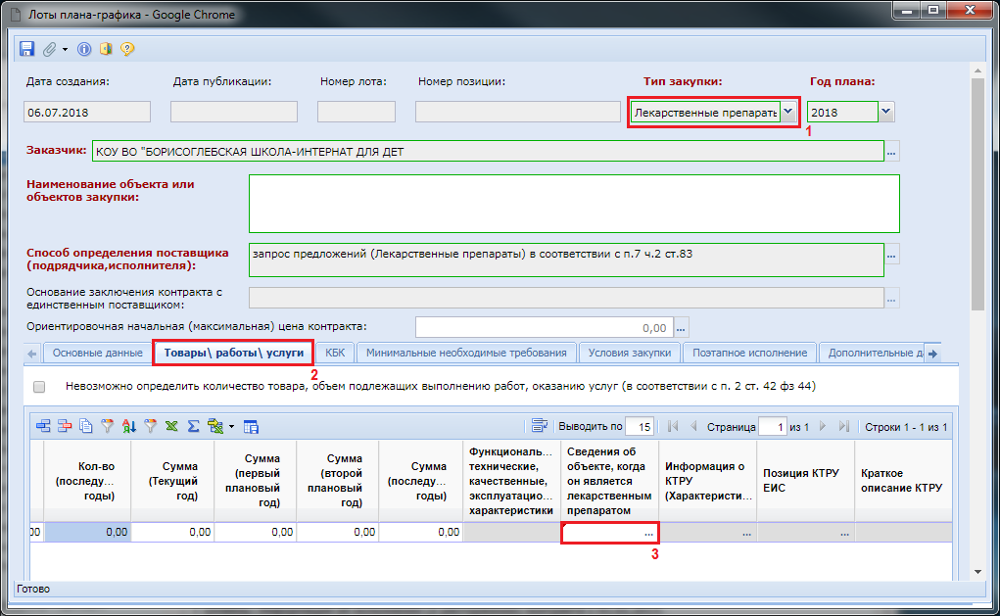 Лоты плана-графика - Google Chrome
Дата создания: Дата публикации: Номер лота: Номер позиции: Тип закупки: Год плана:
06.07.2018 Лекарственные препараты 2018
1
Заказчик: КОУ ВО "БОРИСОГЛЕБСКАЯ ШКОЛА-ИНТЕРНАТ ДЛЯ ДЕТ ...
Наименование объекта или
объектов закупки:
Способ определения поставщика
(подрядчика,исполнителя):
запрос предложений (Лекарственные препараты) в соответствии с п.7 ч.2 ст.83 ...
Основание заключения контракта с
единственным поставщиком: ...
Ориентировочная начальная (максимальная) цена контракта: 0,00 ...
Основные данные Товары\ работы\ услуги КБК Минимальные необходимые требования Условия закупки Поэтапное исполнение Дополнительные д
2
Невозможно определить количество товара, объем подлежащих выполнению работ, оказанию услуг (в соответствии с п. 2 ст. 42 фз 44)
Выводить по 15 Страница 1 из 1 Строки 1 - 1 из 1
Кол-во
(последу...
годы)
Сумма
(Текущий
год)
Сумма
(первый
плановый
год)
Сумма
(второй
плановый
год)
Сумма
(последу...
годы)
Функциональ...
технические,
качественные,
эксплуатацио...
характеристики
Сведения об
объекте, когда
он является
лекарственным
препаратом
Информация о
КТРУ
(Характеристи...
Позиция КТРУ
ЕИС
Краткое
описание КТРУ
00 0,00 0,00 0,00 0,00 0,00 ... ... ...
3
Готово